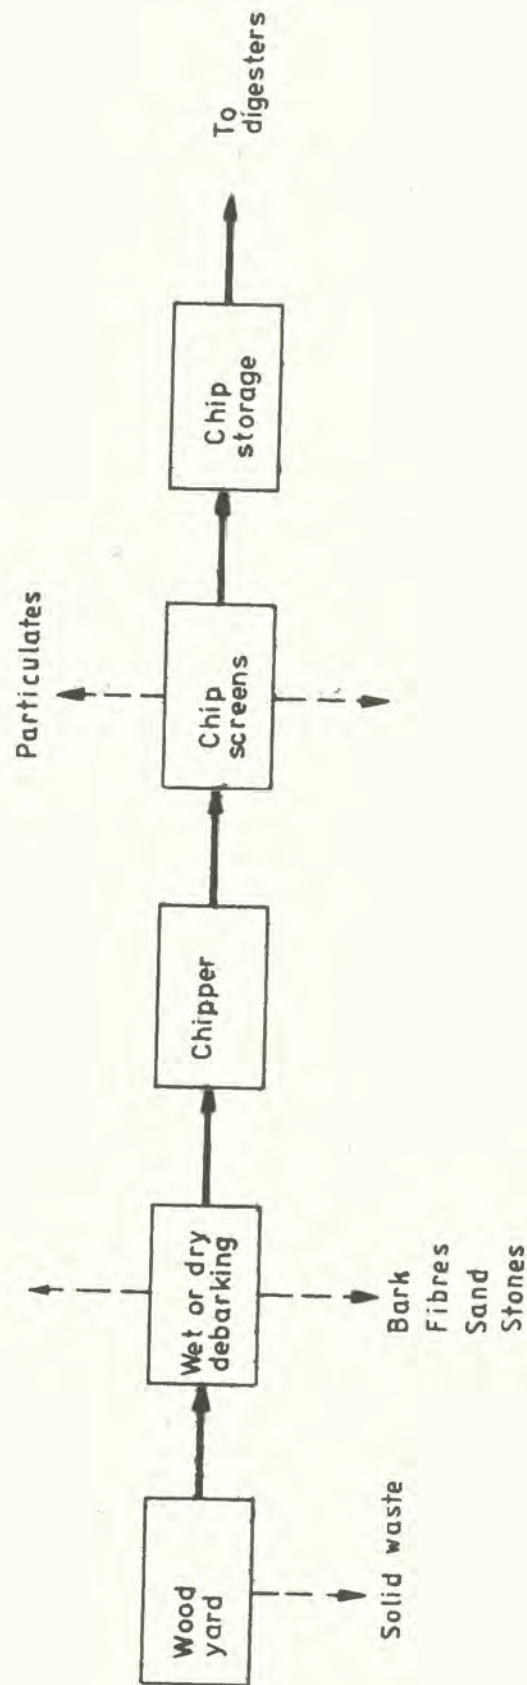 Wood
yard
Solid waste
Wet or dry
debarking
Bark
Fibres
Sand
Stones
Chipper
Particulates
Chip
screens
Chip
storage
To
digesters